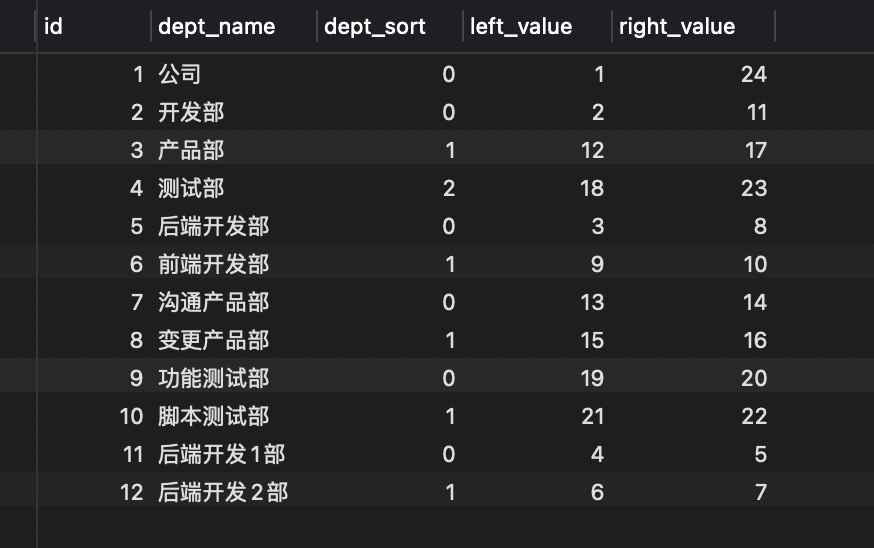 id dept_name dept_sort left_value right_value
1 公司 0 1 24
2 开发部 0 2 11
3 产品部 1 12 17
4 测试部 2 18 23
5 后端开发部 0 3 8
6 前端开发部 1 9 10
7 沟通产品部 0 13 14
8 变更产品部 1 15 16
9 功能测试部 0 19 20
10 脚本测试部 1 21 22
11 后端开发1部 0 4 5
12 后端开发2部 1 6 7